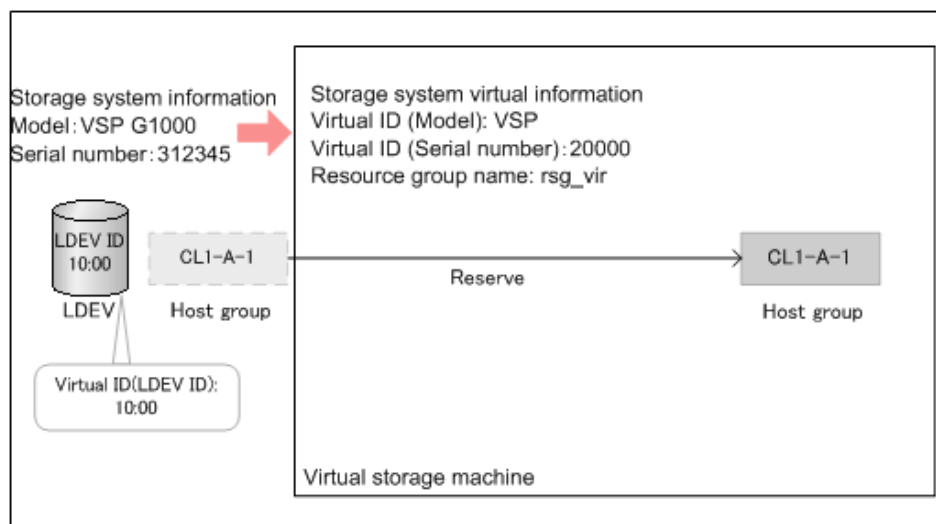 Storage system information
Model:VSP G1000
Serial number:312345
Storage system virtual information
Virtual ID (Model): VSP
Virtual ID (Serial number):20000
Resource group name: rsg_vir
LDEV ID
10:00
LDEV
CL1-A-1
Host group
Reserve
CL1-A-1
Host group
Virtual ID(LDEV ID):
10:00
Virtual storage machine